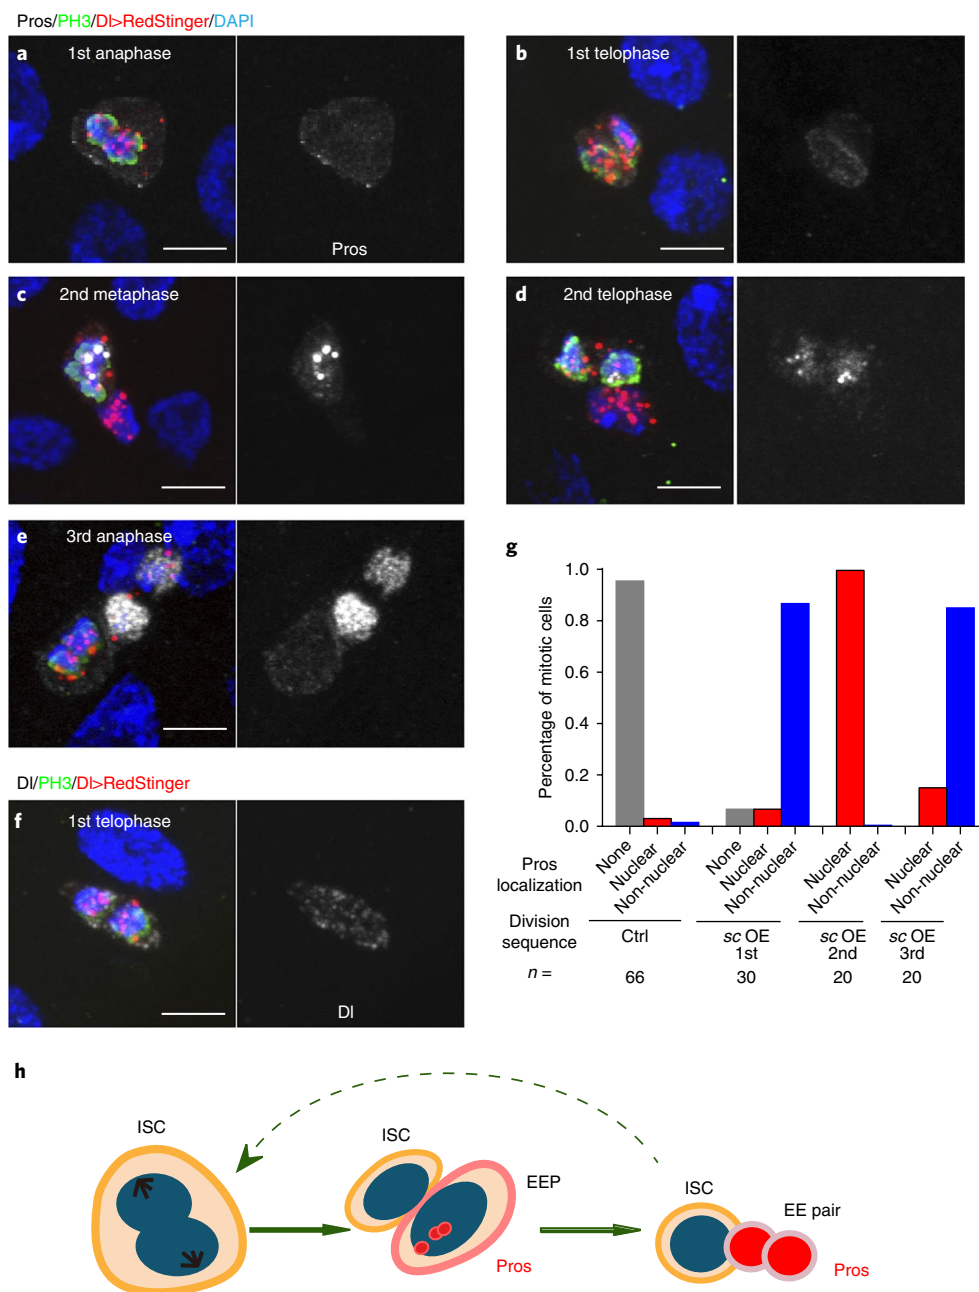 Pros/PH3/Dl>RedStinger/DAPI
a
1st anaphase
Pros
b
1st telophase
c
2nd metaphase
d
2nd telophase
e
3rd anaphase
Dl/PH3/Dl>RedStinger
f
1st telophase
Dl
g
Percentage of mitotic cells
1.0
0.8
0.6
0.4
0.2
0.0
Pros localization
None
Nuclear
Non-nuclear
None
Nuclear
Non-nuclear
Nuclear
Non-nuclear
Nuclear
Non-nuclear
Division sequence
Ctrl
sc OE 1st
sc OE 2nd
sc OE 3rd
n =
66
30
20
20
h
ISC
ISC
EEP
Pros
ISC
EE pair
Pros